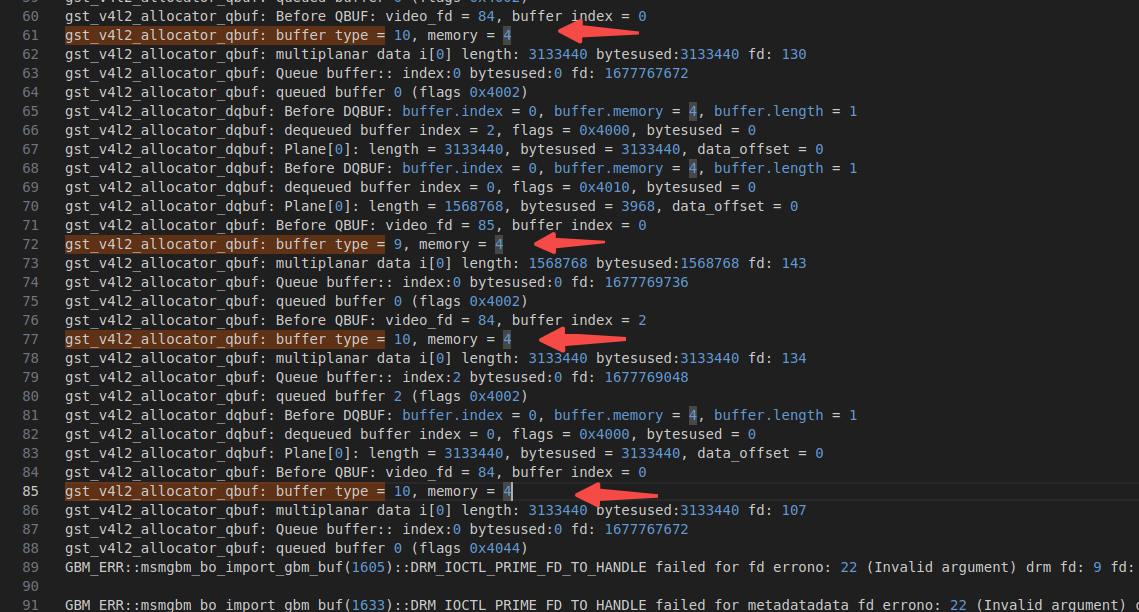 60 gst_v4l2_allocator_qbuf: Before QBUF: video_fd = 84, buffer index = 0
61 gst_v4l2_allocator_qbuf: buffer type = 10, memory = 4
62 gst_v4l2_allocator_qbuf: multiplanar data i[0] length: 3133440 bytesused:3133440 fd: 130
63 gst_v4l2_allocator_qbuf: Queue buffer:: index:0 bytesused:0 fd: 1677767672
64 gst_v4l2_allocator_qbuf: queued buffer 0 (flags 0x4002)
65 gst_v4l2_allocator_dqbuf: Before DQBUF: buffer.index = 0, buffer.memory = 4, buffer.length = 1
66 gst_v4l2_allocator_dqbuf: dequeued buffer index = 2, flags = 0x4000, bytesused = 0
67 gst_v4l2_allocator_dqbuf: Plane[0]: length = 3133440, bytesused = 3133440, data_offset = 0
68 gst_v4l2_allocator_dqbuf: Before DQBUF: buffer.index = 0, buffer.memory = 4, buffer.length = 1
69 gst_v4l2_allocator_dqbuf: dequeued buffer index = 0, flags = 0x4010, bytesused = 0
70 gst_v4l2_allocator_dqbuf: Plane[0]: length = 1568768, bytesused = 3968, data_offset = 0
71 gst_v4l2_allocator_qbuf: Before QBUF: video_fd = 85, buffer index = 0
72 gst_v4l2_allocator_qbuf: buffer type = 9, memory = 4
73 gst_v4l2_allocator_qbuf: multiplanar data i[0] length: 1568768 bytesused:1568768 fd: 143
74 gst_v4l2_allocator_qbuf: Queue buffer:: index:0 bytesused:0 fd: 1677769736
75 gst_v4l2_allocator_qbuf: queued buffer 0 (flags 0x4002)
76 gst_v4l2_allocator_qbuf: Before QBUF: video_fd = 84, buffer index = 2
77 gst_v4l2_allocator_qbuf: buffer type = 10, memory = 4
78 gst_v4l2_allocator_qbuf: multiplanar data i[0] length: 3133440 bytesused:3133440 fd: 134
79 gst_v4l2_allocator_qbuf: Queue buffer:: index:2 bytesused:0 fd: 1677769048
80 gst_v4l2_allocator_qbuf: queued buffer 2 (flags 0x4002)
81 gst_v4l2_allocator_dqbuf: Before DQBUF: buffer.index = 0, buffer.memory = 4, buffer.length = 1
82 gst_v4l2_allocator_dqbuf: dequeued buffer index = 0, flags = 0x4000, bytesused = 0
83 gst_v4l2_allocator_dqbuf: Plane[0]: length = 3133440, bytesused = 3133440, data_offset = 0
84 gst_v4l2_allocator_qbuf: Before QBUF: video_fd = 84, buffer index = 0
85 gst_v4l2_allocator_qbuf: buffer type = 10, memory = 4
86 gst_v4l2_allocator_qbuf: multiplanar data i[0] length: 3133440 bytesused:3133440 fd: 107
87 gst_v4l2_allocator_qbuf: Queue buffer:: index:0 bytesused:0 fd: 1677767672
88 gst_v4l2_allocator_qbuf: queued buffer 0 (flags 0x4044)
89 GBM_ERR::msmgbm_bo_import_gbm_buf(1605)::DRM_IOCTL_PRIME_FD_TO_HANDLE failed for fd errono: 22 (Invalid argument) drm fd: 9 fd:
90
91 GBM_ERR::msmgbm_bo_import_gbm_buf(1633)::DRM_IOCTL_PRIME_FD_TO_HANDLE failed for metadatadata fd errono: 22 (Invalid argument)